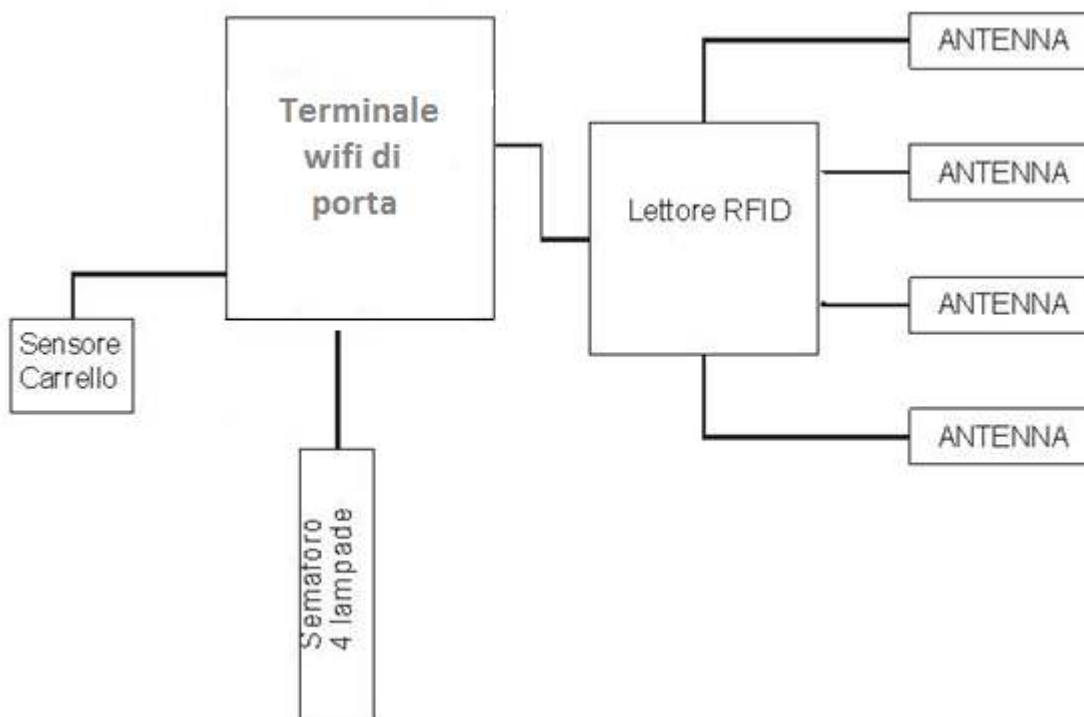 Terminale
wifi di
porta
Lettore RFID
ANTENNA
ANTENNA
ANTENNA
ANTENNA
Sensore
Carrello
Semaforo
4 lampade